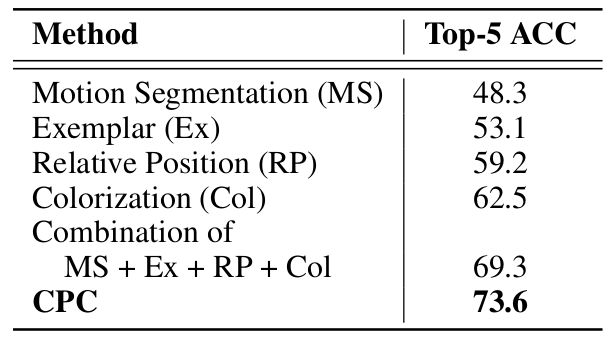 Method Top-5 ACC
Motion Segmentation (MS) 48.3
Exemplar (Ex) 53.1
Relative Position (RP) 59.2
Colorization (Col) 62.5
Combination of
MS + Ex + RP + Col 69.3
CPC 73.6